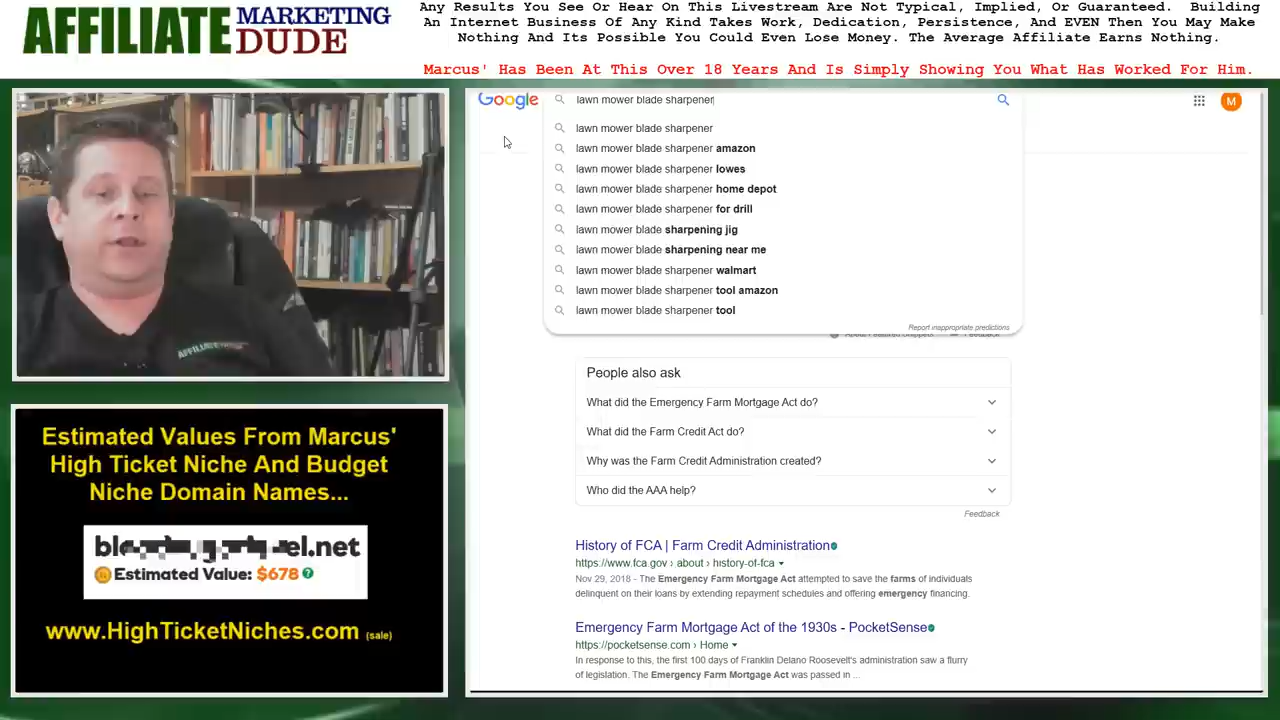 AFFILIATE MARKETING DUDE
Any Results You See Or Hear On This Livestream Are Not Typical, Implied, Or Guaranteed. Building
An Internet Business Of Any Kind Takes Work, Dedication, Persistence, And EVEN Then You May Make
Nothing And Its Possible You Could Even Lose Money. The Average Affiliate Earns Nothing.
Marcus' Has Been At This Over 18 Years And Is Simply Showing You What Has Worked For Him.
Google
lawn mower blade sharpener
M
lawn mower blade sharpener
lawn mower blade sharpener amazon
lawn mower blade sharpener lowes
lawn mower blade sharpener home depot
lawn mower blade sharpener for drill
lawn mower blade sharpening jig
lawn mower blade sharpening near me
lawn mower blade sharpener walmart
lawn mower blade sharpener tool amazon
lawn mower blade sharpener tool
Report inappropriate predictions
About Featured Snippets Feedback
People also ask
What did the Emergency Farm Mortgage Act do?
What did the Farm Credit Act do?
Why was the Farm Credit Administration created?
Who did the AAA help?
Feedback
History of FCA | Farm Credit Administration
https://www.fca.gov › about › history-of-fca
Nov 29, 2018 - The Emergency Farm Mortgage Act attempted to save the farms of individuals
delinquent on their loans by extending repayment schedules and offering emergency financing.
Emergency Farm Mortgage Act of the 1930s - PocketSense
https://pocketsense.com › Home
In response to this, the first 100 days of Franklin Delano Roosevelt's administration saw a flurry
of legislation. The Emergency Farm Mortgage Act was passed in ...
AFFILIATE
Estimated Values From Marcus'
High Ticket Niche And Budget
Niche Domain Names...
el.net
Estimated Value: $678 ?
www.HighTicketNiches.com (sale)